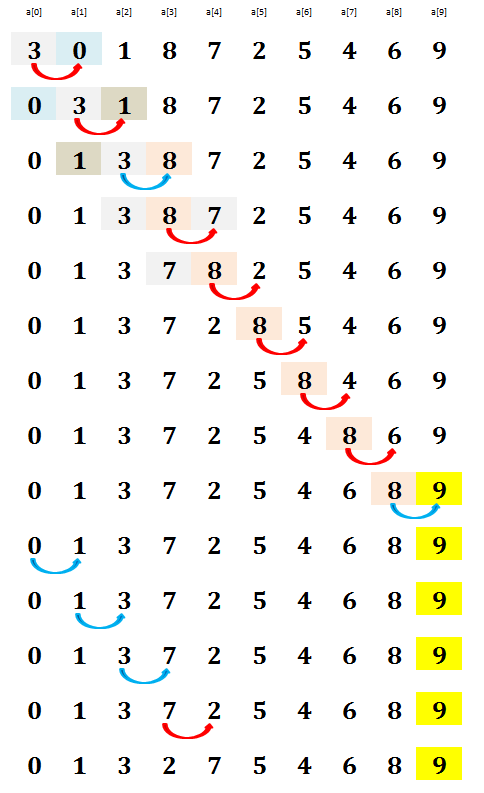 a[0] a[1] a[2] a[3] a[4] a[5] a[6] a[7] a[8] a[9]
3 0 1 8 7 2 5 4 6 9
0 3 1 8 7 2 5 4 6 9
0 1 3 8 7 2 5 4 6 9
0 1 3 8 7 2 5 4 6 9
0 1 3 7 8 2 5 4 6 9
0 1 3 7 2 8 5 4 6 9
0 1 3 7 2 5 8 4 6 9
0 1 3 7 2 5 4 8 6 9
0 1 3 7 2 5 4 6 8 9
0 1 3 7 2 5 4 6 8 9
0 1 3 7 2 5 4 6 8 9
0 1 3 7 2 5 4 6 8 9
0 1 3 7 2 5 4 6 8 9
0 1 3 2 7 5 4 6 8 9